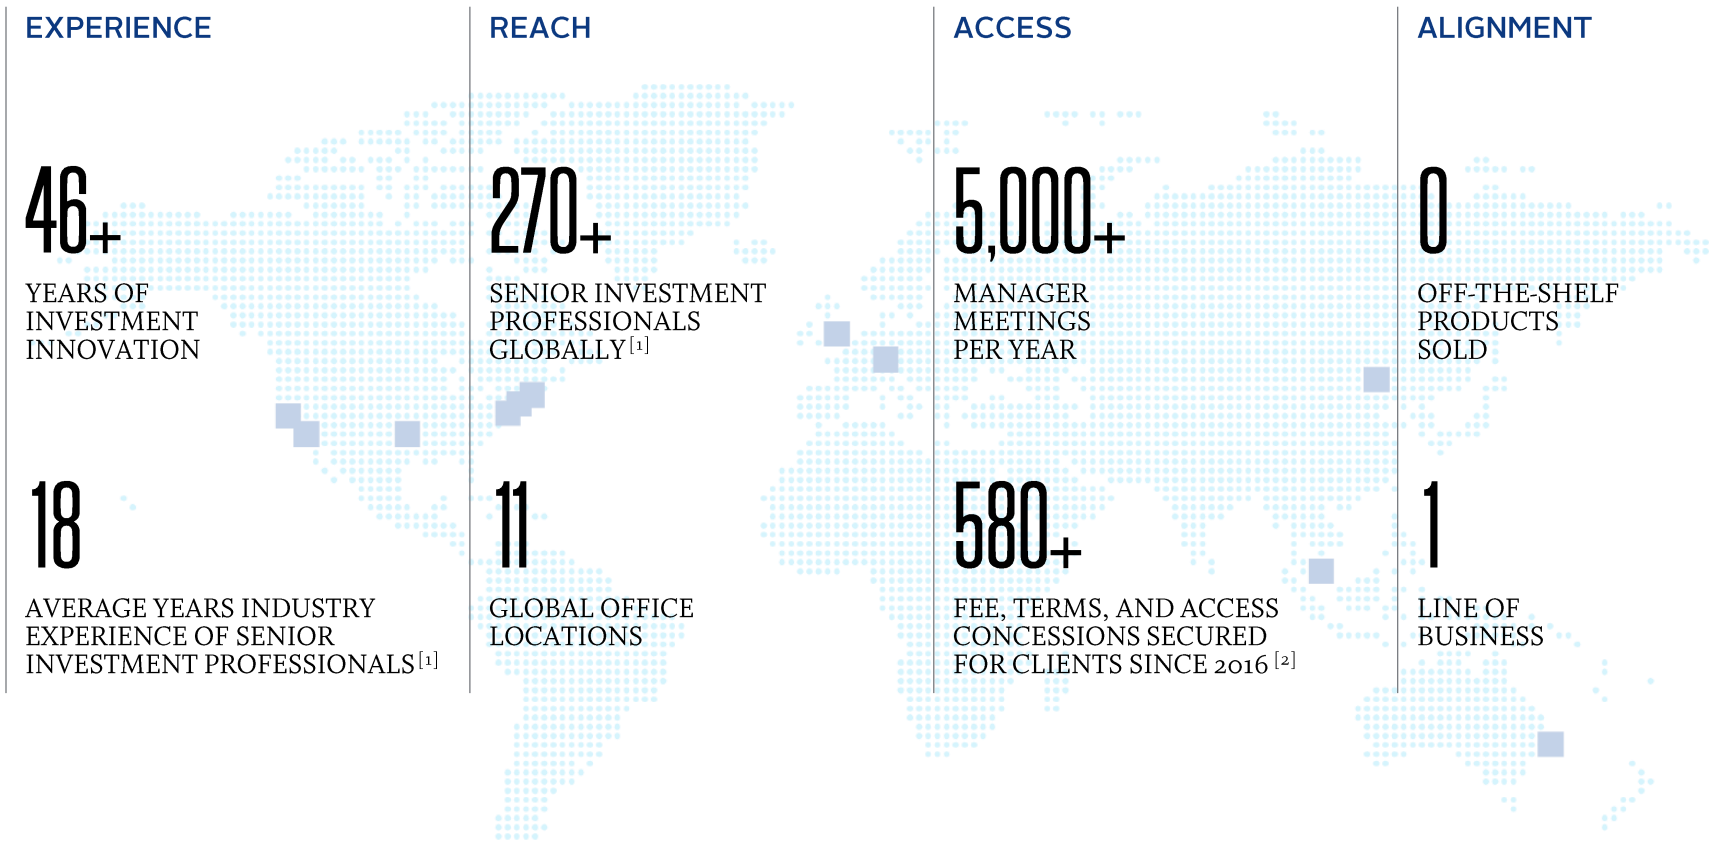 EXPERIENCE
46+
YEARS OF
INVESTMENT
INNOVATION
18
AVERAGE YEARS INDUSTRY
EXPERIENCE OF SENIOR
INVESTMENT PROFESSIONALS [1]
REACH
270+
SENIOR INVESTMENT
PROFESSIONALS
GLOBALLY [1]
11
GLOBAL OFFICE
LOCATIONS
ACCESS
5,000+
MANAGER
MEETINGS
PER YEAR
580+
FEE, TERMS, AND ACCESS
CONCESSIONS SECURED
FOR CLIENTS SINCE 2016 [2]
ALIGNMENT
0
OFF-THE-SHELF
PRODUCTS
SOLD
1
LINE OF
BUSINESS